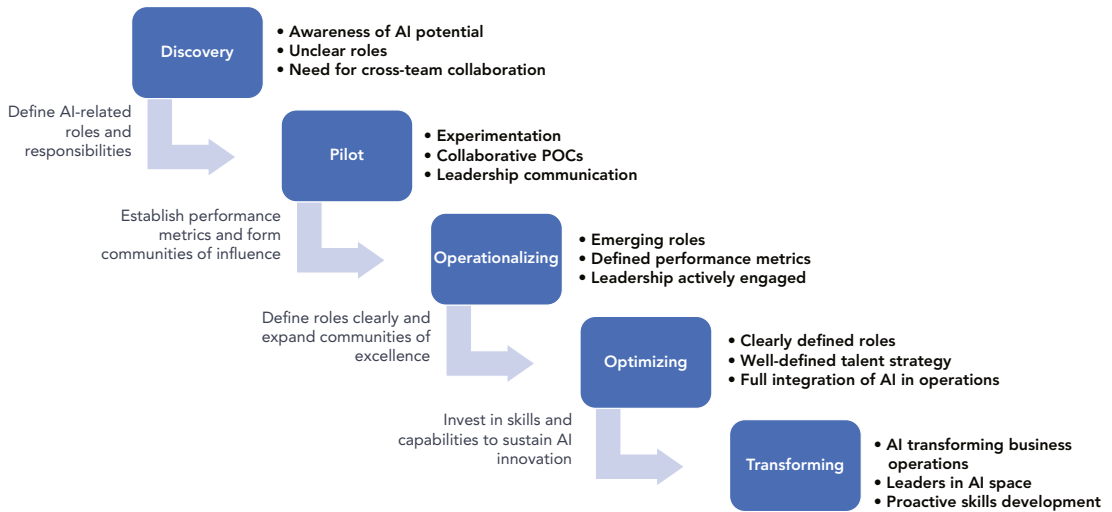 Discovery
• Awareness of AI potential
• Unclear roles
• Need for cross-team collaboration
Define AI-related
roles and
responsibilities
Pilot
• Experimentation
• Collaborative POCs
• Leadership communication
Establish performance
metrics and form
communities of influence
Operationalizing
• Emerging roles
• Defined performance metrics
• Leadership actively engaged
Define roles clearly and
expand communities of
excellence
Optimizing
• Clearly defined roles
• Well-defined talent strategy
• Full integration of AI in operations
Invest in skills and
capabilities to sustain AI
innovation
Transforming
• AI transforming business
operations
• Leaders in AI space
• Proactive skills development